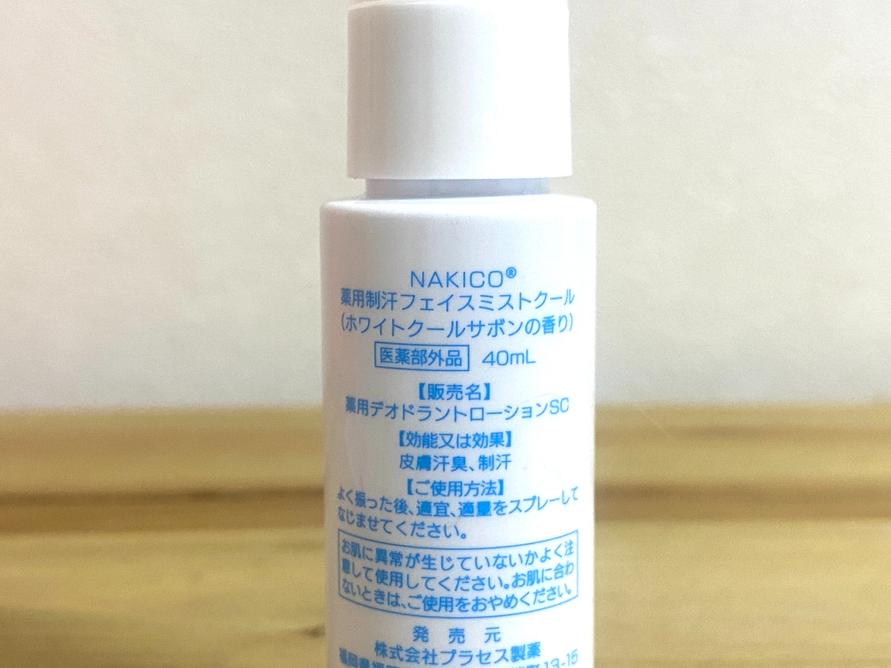 NAKICO®
薬用制汗フェイスミストクール
(ホワイトクールサボンの香り)
医薬部外品 40mL
【販売名】
薬用デオドラントローションSC
【効能又は効果】
皮膚汗臭、制汗
【ご使用方法】
よく振った後、適宜、適量をスプレーして
なじませてください。
お肌に異常が生じていないかよく注
意して使用してください。お肌に合わ
ないときは、ご使用をおやめください。
発売元
株式会社プラセス製薬
13-15